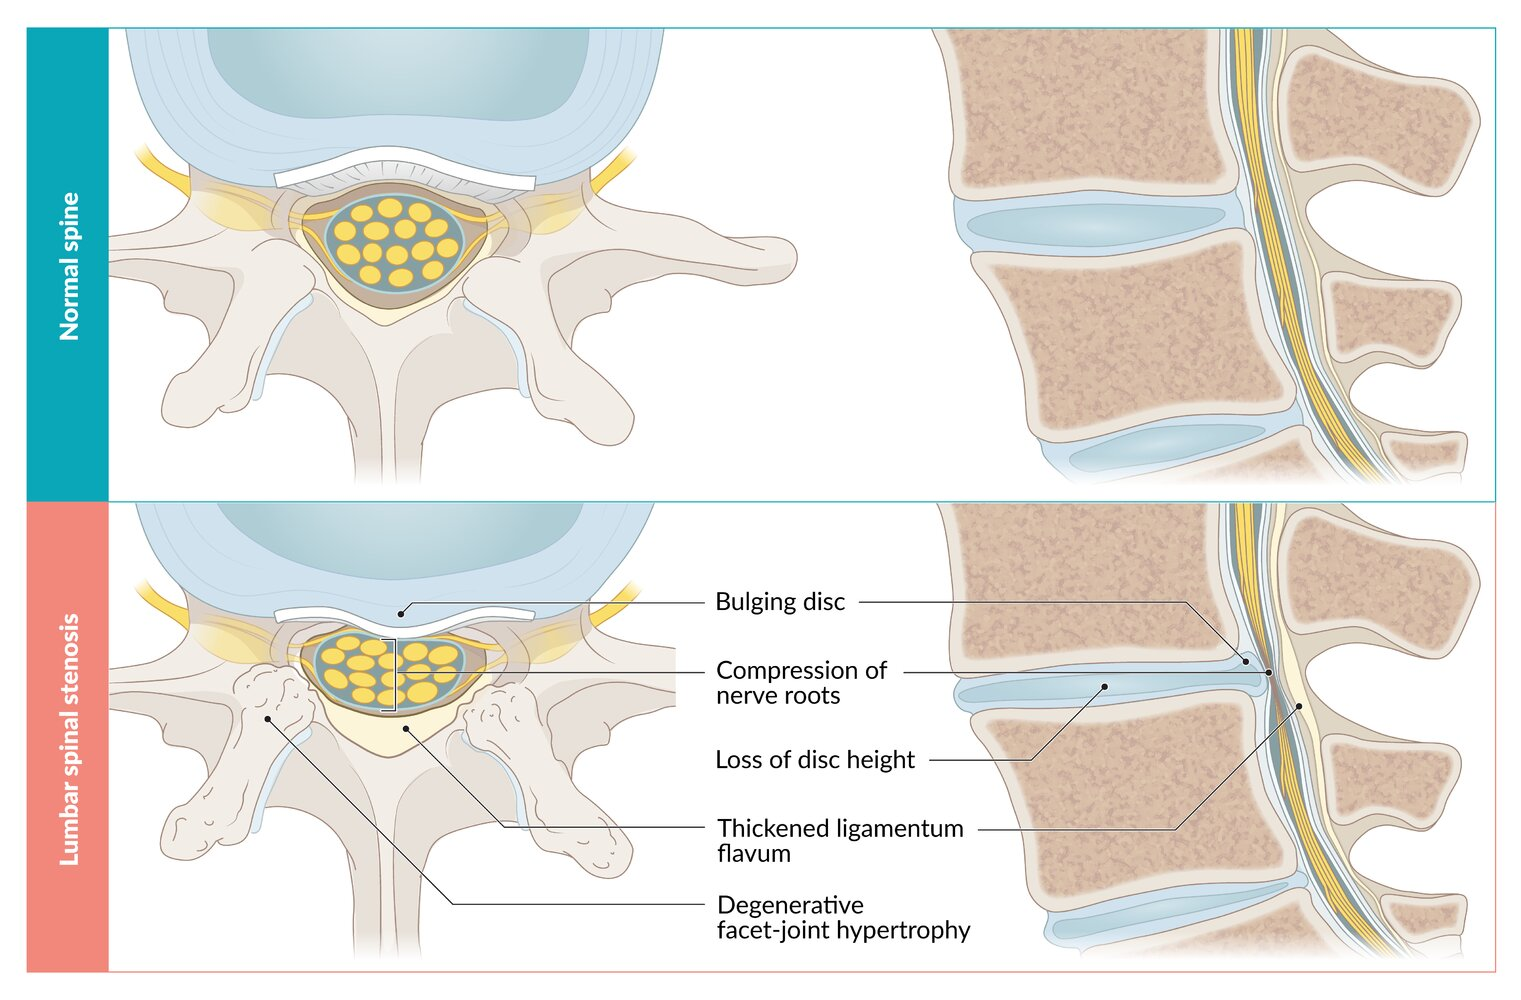 Normal spine
Lumbar spinal stenosis
Bulging disc
Compression of
nerve roots
Loss of disc height
Thickened ligamentum
flavum
Degenerative
facet-joint hypertrophy